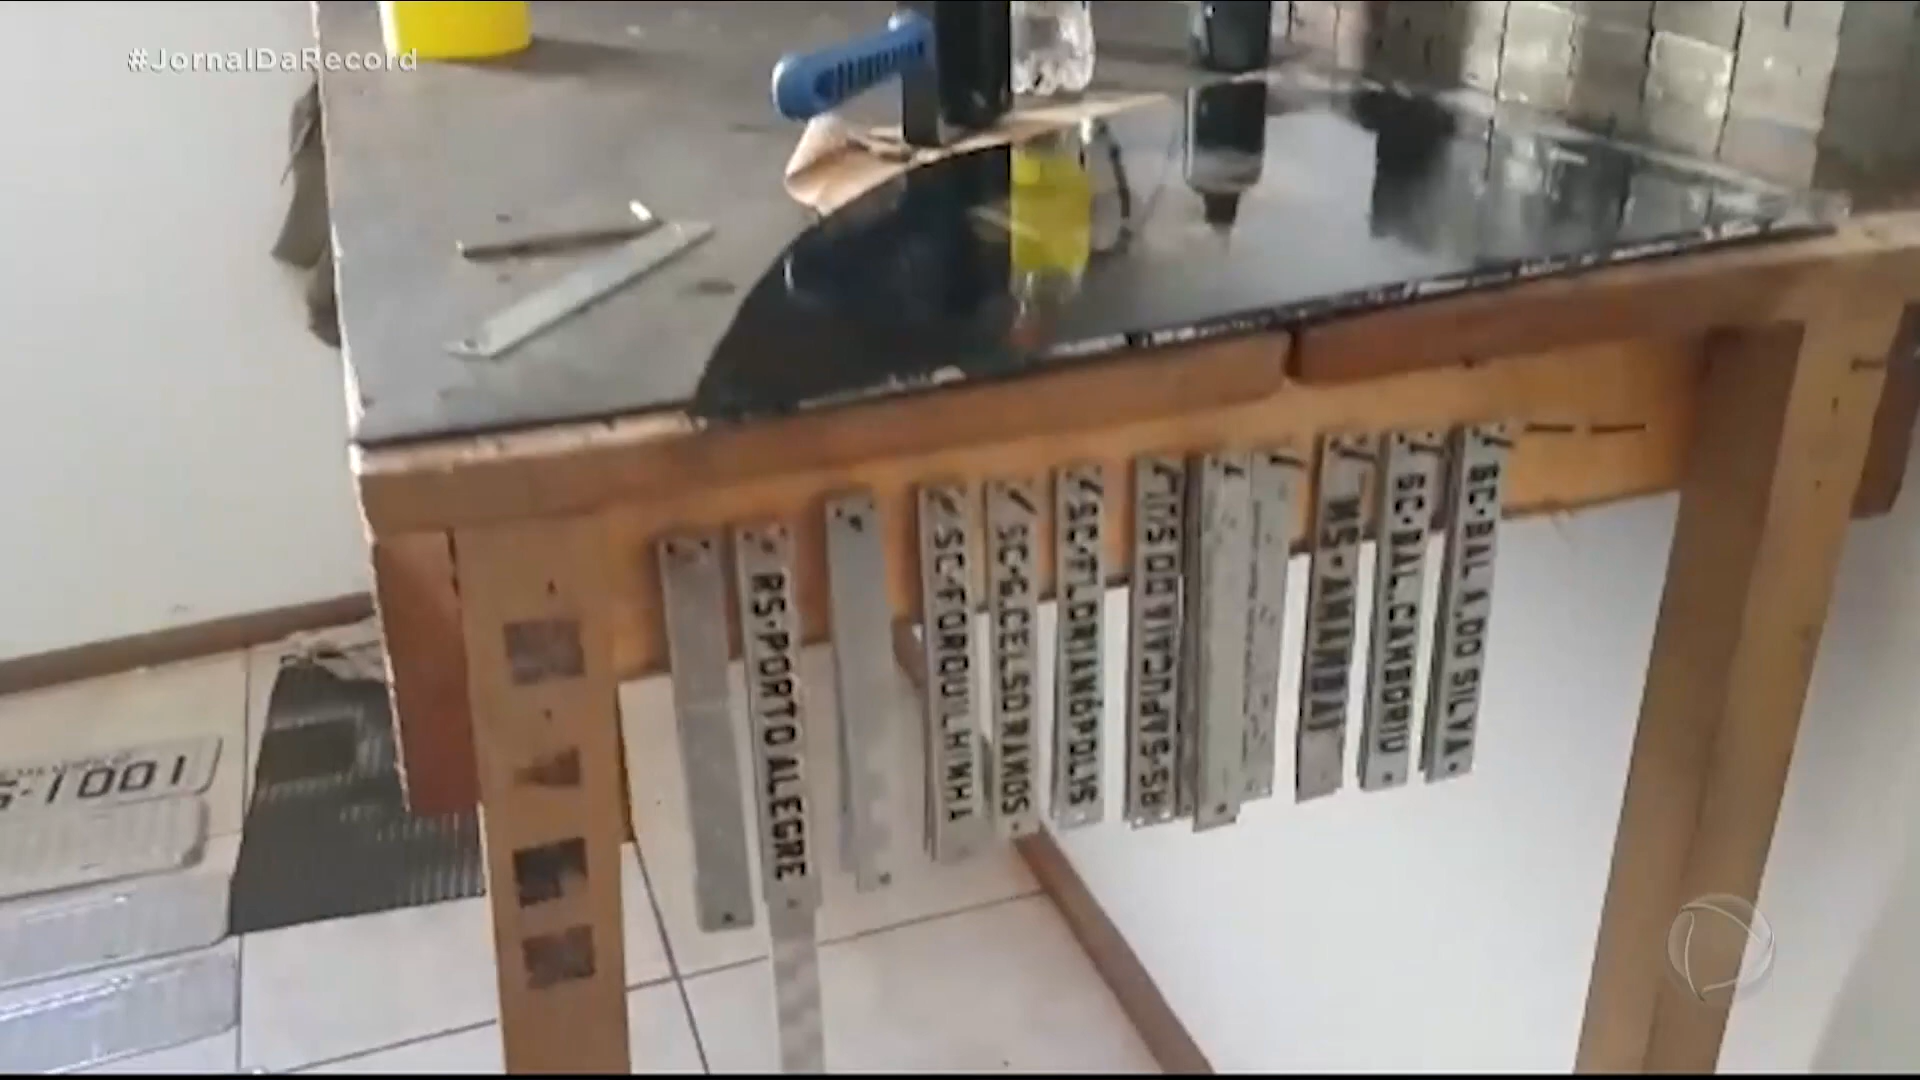 #JornalDaRecord
RS-PORTO ALEGRE
SC-FORQUILHINHA
SC-G.CELSO RAMOS
SC-FLORIANÓPOLIS
RS-SAPUCAIA DO SUL
MS-AMAMBAI
SC-BAL.CAMBORIU
SC-BAL A.DO SILVA
1001